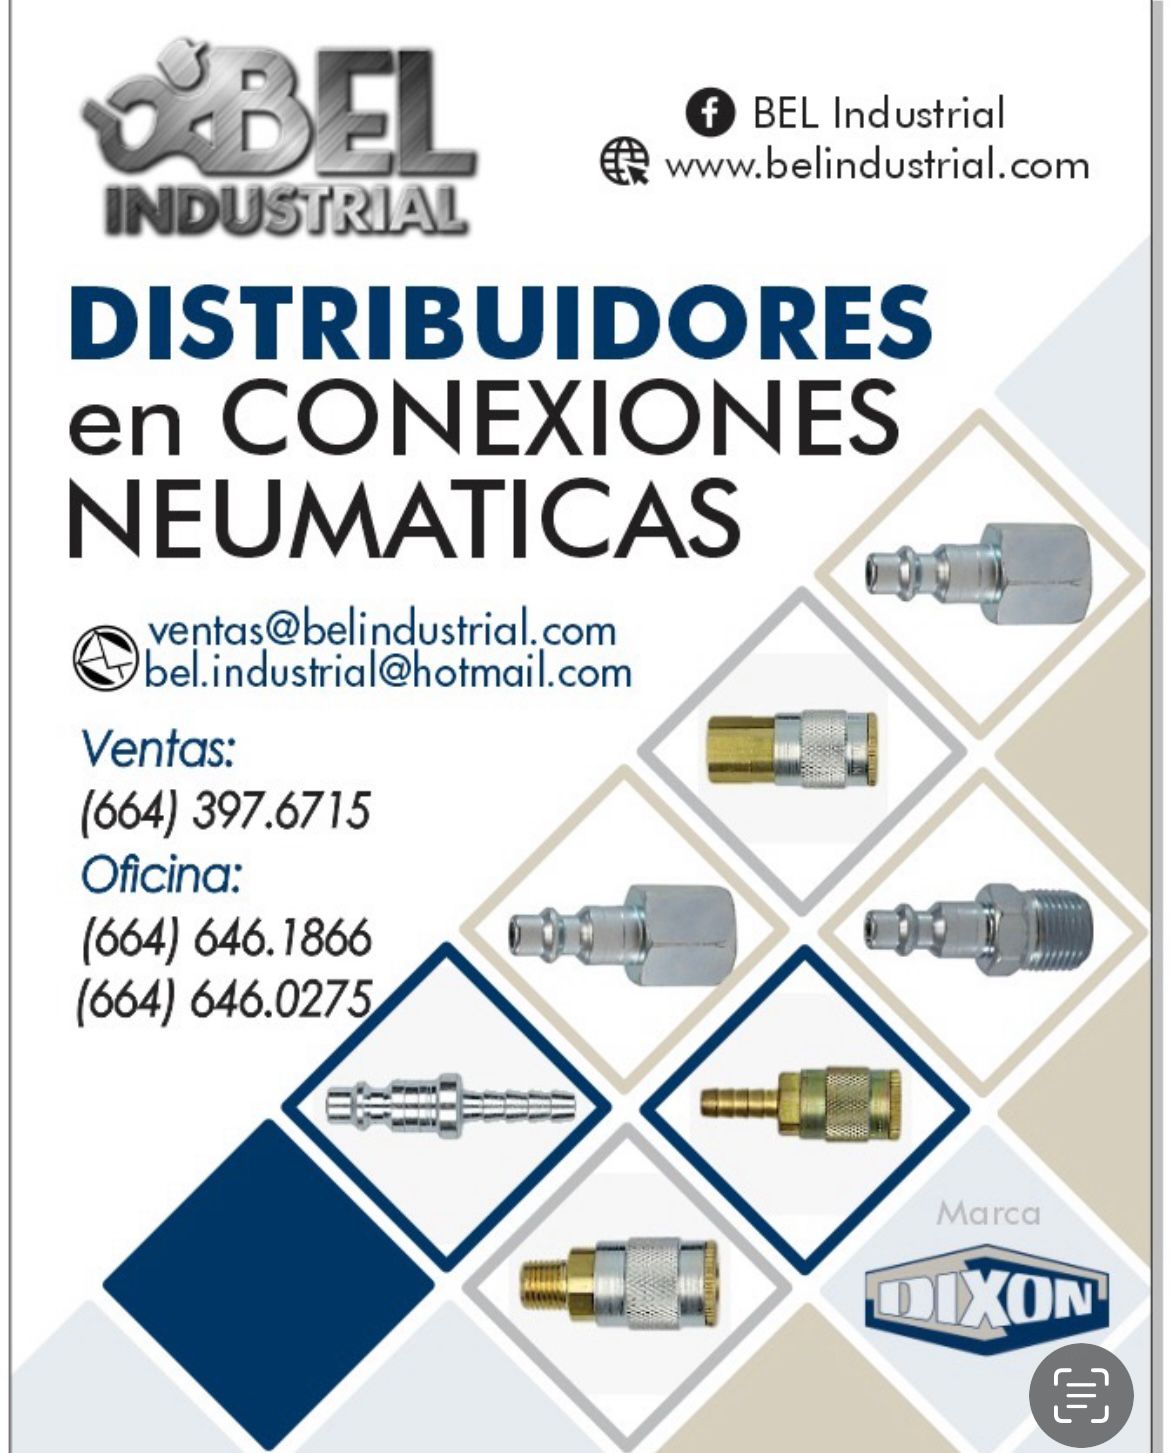 BEL
INDUSTRIAL
BEL Industrial
www.belindustrial.com
DISTRIBUIDORES
en CONEXIONES
NEUMATICAS
ventas@belindustrial.com
bel.industrial@hotmail.com
Ventas:
(664) 397.6715
Oficina:
(664) 646.1866
(664) 646.0275
Marca
DIXON